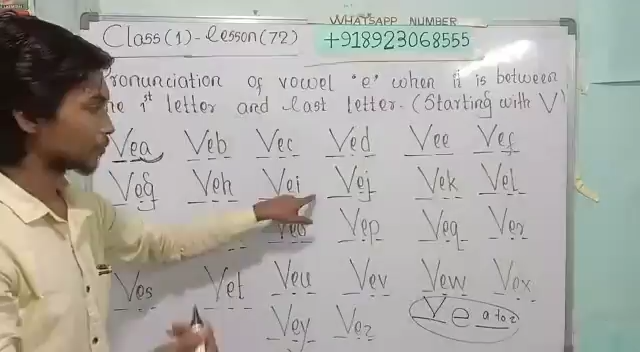 WHATSAPP NUMBER
Class(1)-Lesson(72) +918923068555
Pronunciation of vowel 'e' when it is between
the 1st letter and last letter. (Starting with V)
Vea Veb Vec Ved Vee Vef
Veg Veh Vei Vej Vek Vel
Veo Vep Veq Ver
Ves Vet Veu Vev Vew Vex
Vey Vez Ve a to z